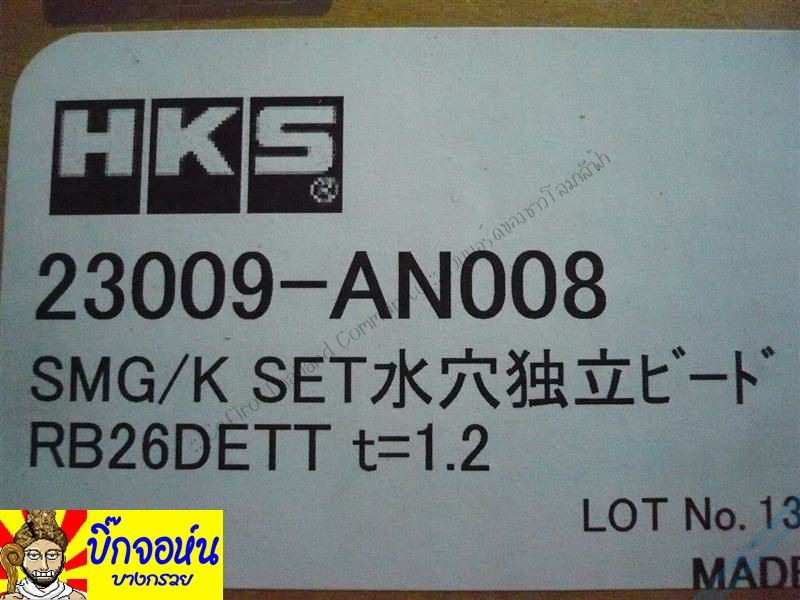 HKS®
23009-AN008
SMG/K SET水穴独立ビード
RB26DETT t=1.2
LOT No. 13
MADE
บิ๊กจอห์น
บางกรวย